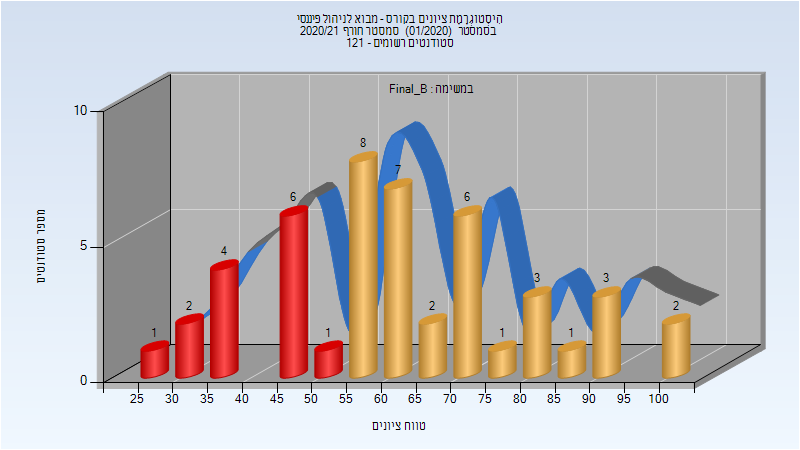 היסטוגרמת ציונים בקורס - מבוא לניהול פיננסי
בסמסטר (01/2020) סמסטר חורף 2020/21
סטודנטים רשומים - 121
במשימה : Final_B
10
5
0
מספר סטודנטים
1
2
4
6
1
8
7
2
6
1
3
1
3
2
25 30 35 40 45 50 55 60 65 70 75 80 85 90 95 100
טווח ציונים